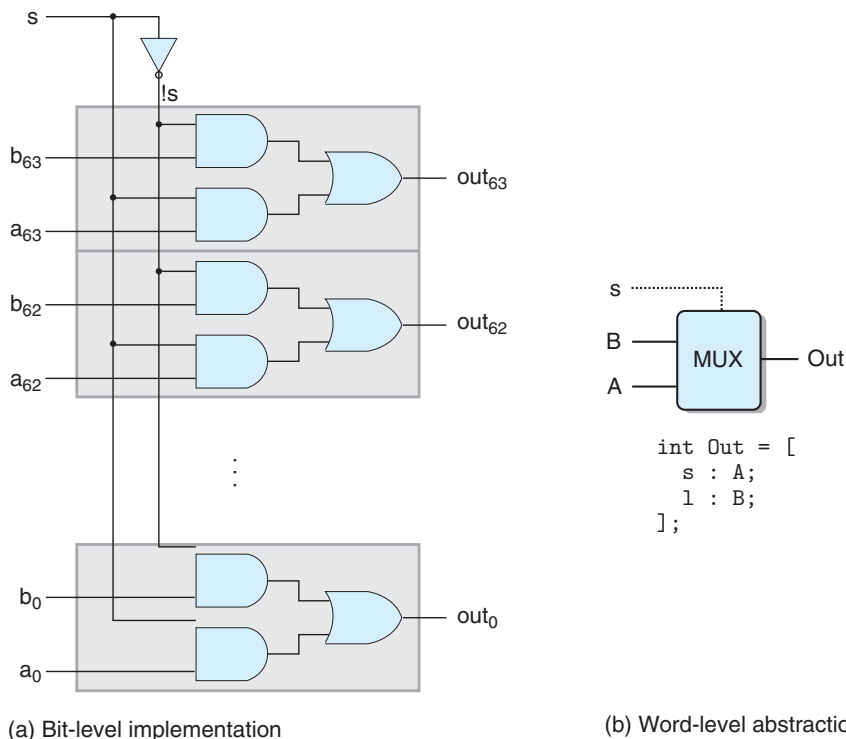 s
!s
b63
out63
a63
b62
out62
a62
⋮
b0
out0
a0
(a) Bit-level implementation
s
B
MUX
Out
A
int Out = [
s : A;
1 : B;
];
(b) Word-level abstractio